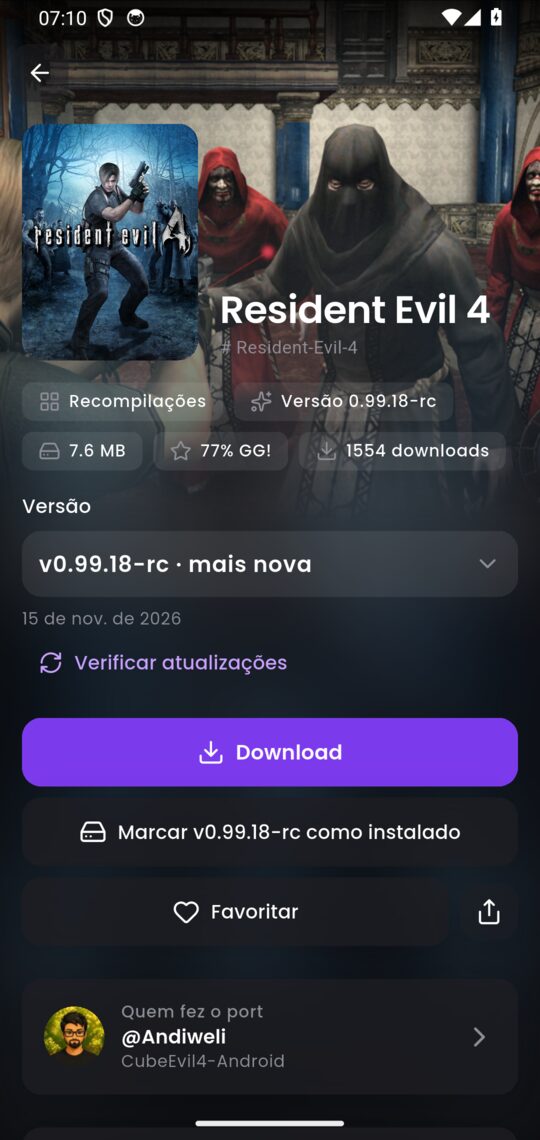 07:10
resident evil 4
Resident Evil 4
# Resident-Evil-4
Recompilações
Versão 0.99.18-rc
7.6 MB
77% GG!
1554 downloads
Versão
v0.99.18-rc · mais nova
15 de nov. de 2026
Verificar atualizações
Download
Marcar v0.99.18-rc como instalado
Favoritar
Quem fez o port
@Andiweli
CubeEvil4-Android